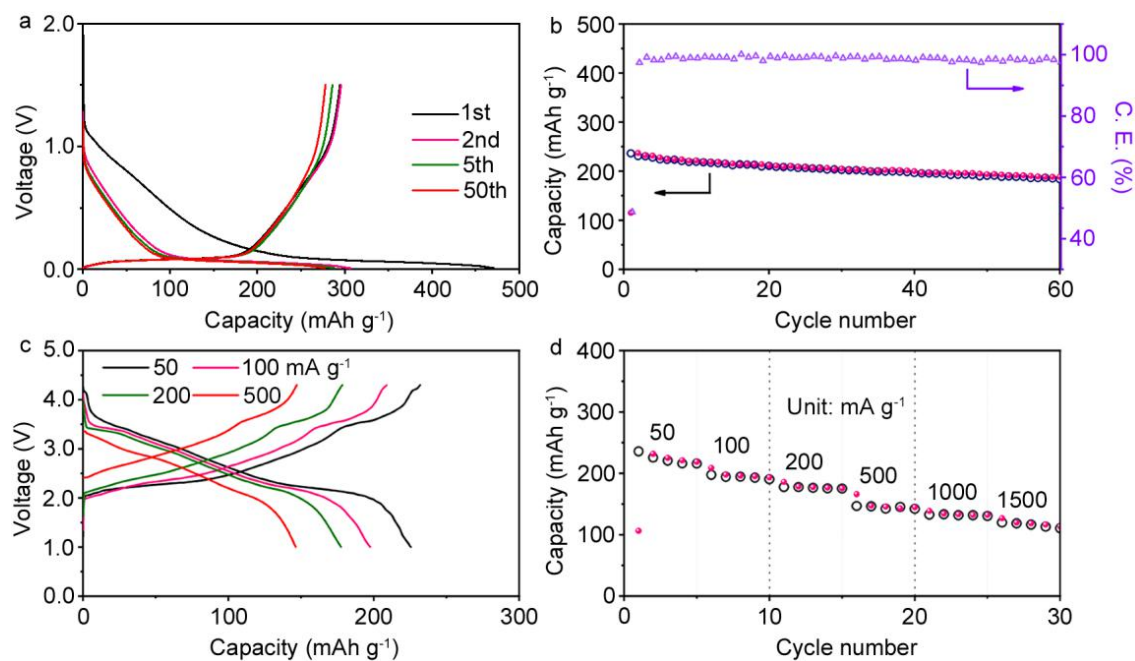 a
2.0
1.0
0.0
Voltage (V)
1st
2nd
5th
50th
0 100 200 300 400 500
Capacity (mAh g⁻¹)
b
500
400
300
200
100
0
Capacity (mAh g⁻¹)
100
80
60
40
C. E. (%)
0 20 40 60
Cycle number
c
5.0
4.0
3.0
2.0
1.0
0.0
Voltage (V)
50 100 mA g⁻¹
200 500
0 100 200 300
Capacity (mAh g⁻¹)
d
400
300
200
100
0
Capacity (mAh g⁻¹)
Unit: mA g⁻¹
50 100 200 500 1000 1500
0 10 20 30
Cycle number